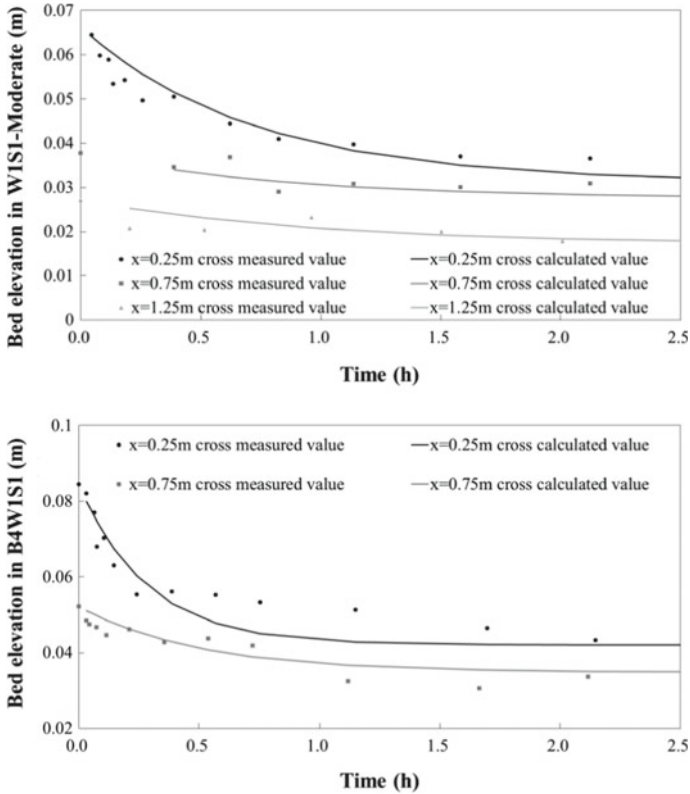 Bed elevation in W1S1-Moderate (m)
0.07
0.06
0.05
0.04
0.03
0.02
0.01
0
x=0.25m cross measured value
x=0.25m cross calculated value
x=0.75m cross measured value
x=0.75m cross calculated value
x=1.25m cross measured value
x=1.25m cross calculated value
0.0
0.5
1.0
1.5
2.0
2.5
Time (h)
Bed elevation in B4W1S1 (m)
0.1
0.08
0.06
0.04
0.02
x=0.25m cross measured value
x=0.25m cross calculated value
x=0.75m cross measured value
x=0.75m cross calculated value
0.0
0.5
1.0
1.5
2.0
2.5
Time (h)